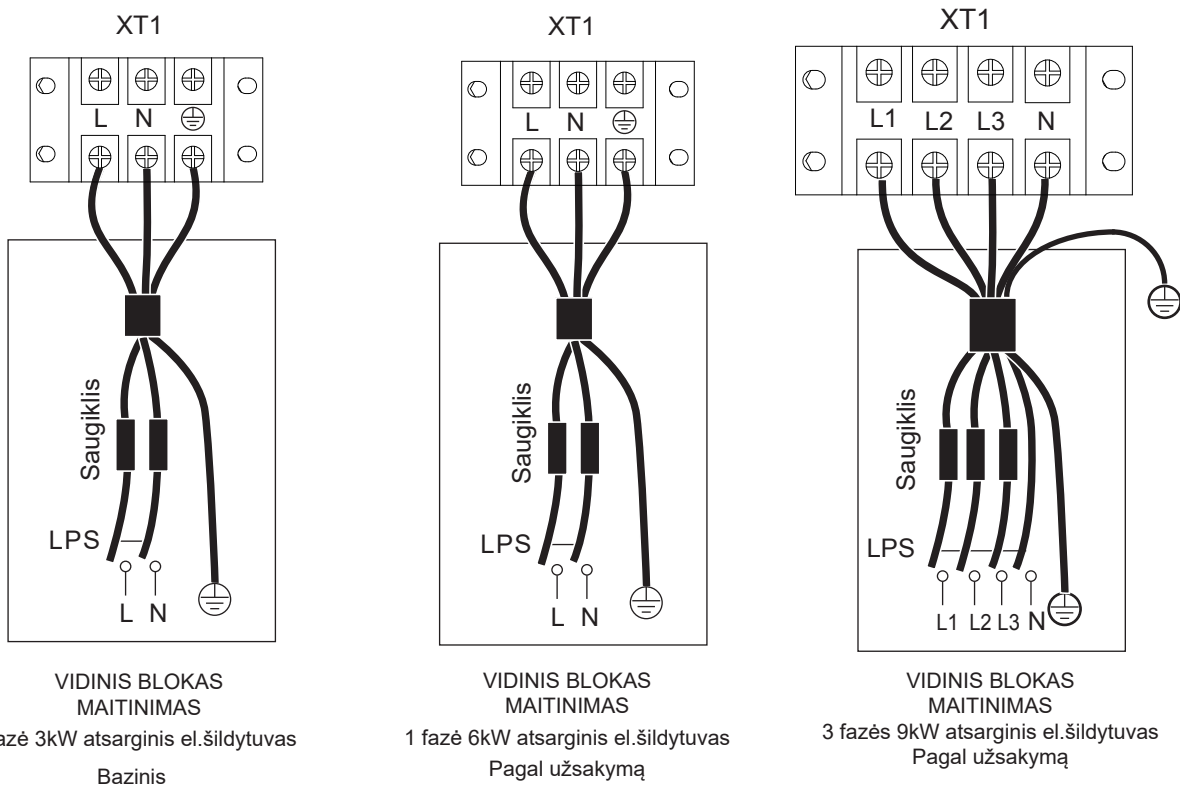 XT1
L N
Saugiklis
LPS
L N
VIDINIS BLOKAS
MAITINIMAS
azė 3kW atsarginis el.šildytuvas
Bazinis
XT1
L N
Saugiklis
LPS
L N
VIDINIS BLOKAS
MAITINIMAS
1 fazė 6kW atsarginis el.šildytuvas
Pagal užsakymą
XT1
L1 L2 L3 N
Saugiklis
LPS
L1 L2 L3 N
VIDINIS BLOKAS
MAITINIMAS
3 fazės 9kW atsarginis el.šildytuvas
Pagal užsakymą